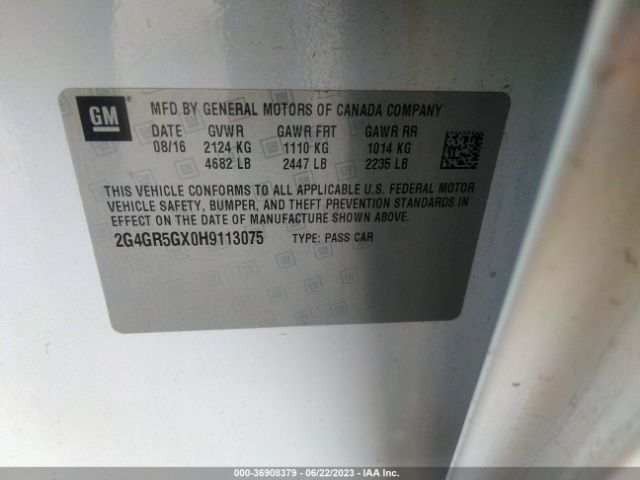 GM
MFD BY GENERAL MOTORS OF CANADA COMPANY
DATE GVWR GAWR FRT GAWR RR
08/16 2124 KG 1110 KG 1014 KG
4682 LB 2447 LB 2235 LB
THIS VEHICLE CONFORMS TO ALL APPLICABLE U.S. FEDERAL MOTOR
VEHICLE SAFETY, BUMPER, AND THEFT PREVENTION STANDARDS IN
EFFECT ON THE DATE OF MANUFACTURE SHOWN ABOVE.
2G4GR5GX0H9113075 TYPE: PASS CAR
000-36908379 - 06/22/2023 - IAA Inc.